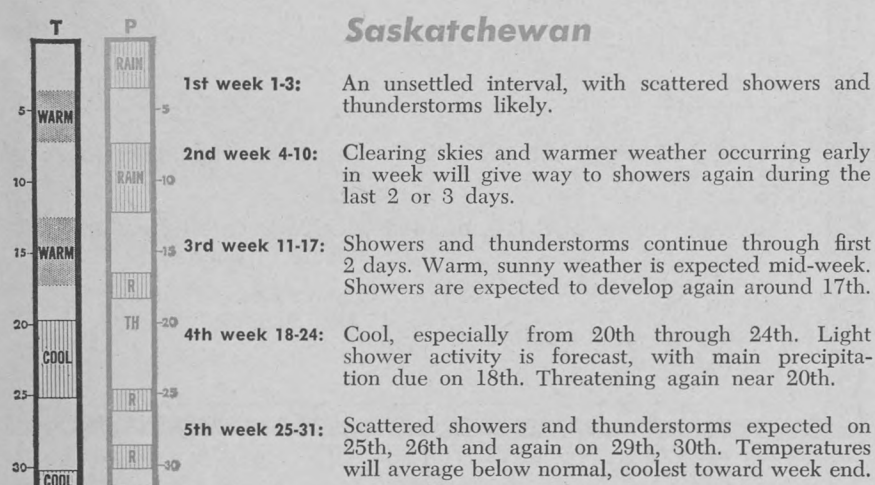 T P Saskatchewan
RAIN
1st week 1-3: An unsettled interval, with scattered showers and
thunderstorms likely.
5 WARM 5
2nd week 4-10: Clearing skies and warmer weather occurring early
in week will give way to showers again during the
last 2 or 3 days.
10 RAIN 10
3rd week 11-17: Showers and thunderstorms continue through first
2 days. Warm, sunny weather is expected mid-week.
Showers are expected to develop again around 17th.
15 WARM 15
R
20 TH 20
4th week 18-24: Cool, especially from 20th through 24th. Light
shower activity is forecast, with main precipita-
tion due on 18th. Threatening again near 20th.
COOL
25 R 25
5th week 25-31: Scattered showers and thunderstorms expected on
25th, 26th and again on 29th, 30th. Temperatures
will average below normal, coolest toward week end.
R
30 COOL 30